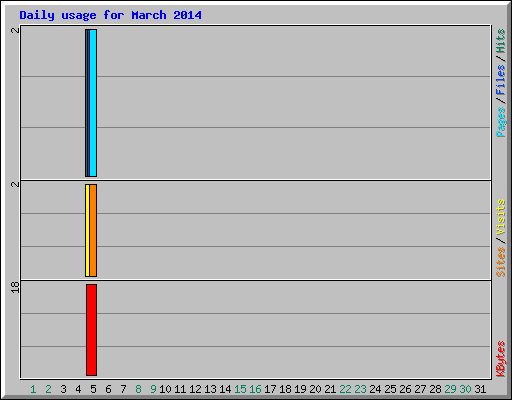 Daily usage for March 2014
2
2
18
Pages/Files/Hits
Sites/Visits
KBytes
1 2 3 4 5 6 7 8 9 10 11 12 13 14 15 16 17 18 19 20 21 22 23 24 25 26 27 28 29 30 31